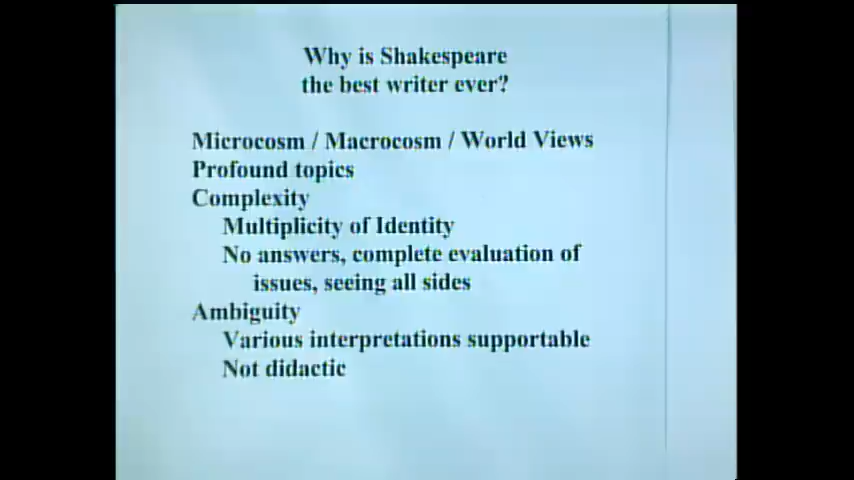 Why is Shakespeare
the best writer ever?
Microcosm / Macrocosm / World Views
Profound topics
Complexity
Multiplicity of Identity
No answers, complete evaluation of
issues, seeing all sides
Ambiguity
Various interpretations supportable
Not didactic